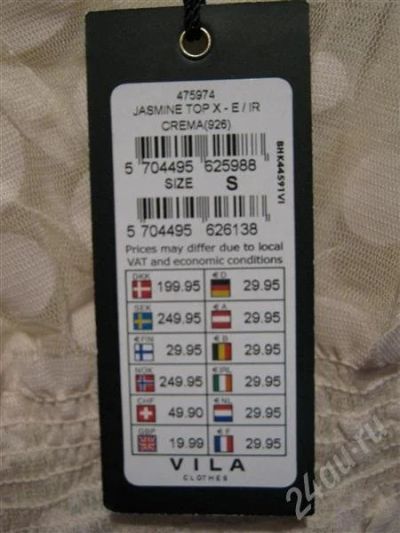 475974
JASMINE TOP X - E / IR
CREMA(926)
5 704495 625988
SIZE S
5 704495 626138
BHK44591VI
Prices may differ due to local
VAT and economic conditions
DKK 199.95 €D 29.95
SEK 249.95 €A 29.95
€FIN 29.95 €B 29.95
NOK 249.95 €IRL 29.95
CHF 49.90 €NL 29.95
GBP 19.99 €F 29.95
VILA
CLOTHES
24au.ru